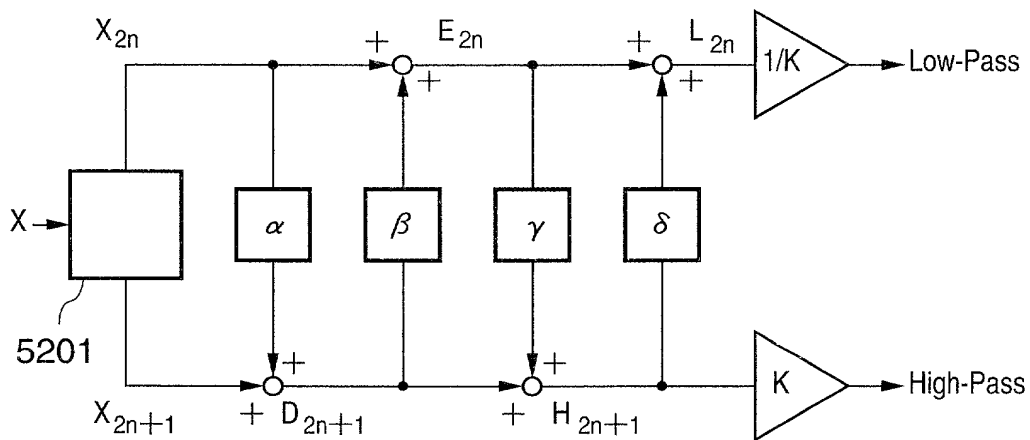 X2n
+
E2n
+
+
L2n
+
1/K
Low-Pass
X
α
β
γ
δ
5201
+
+
X2n+1
+
D2n+1
+
H2n+1
K
High-Pass